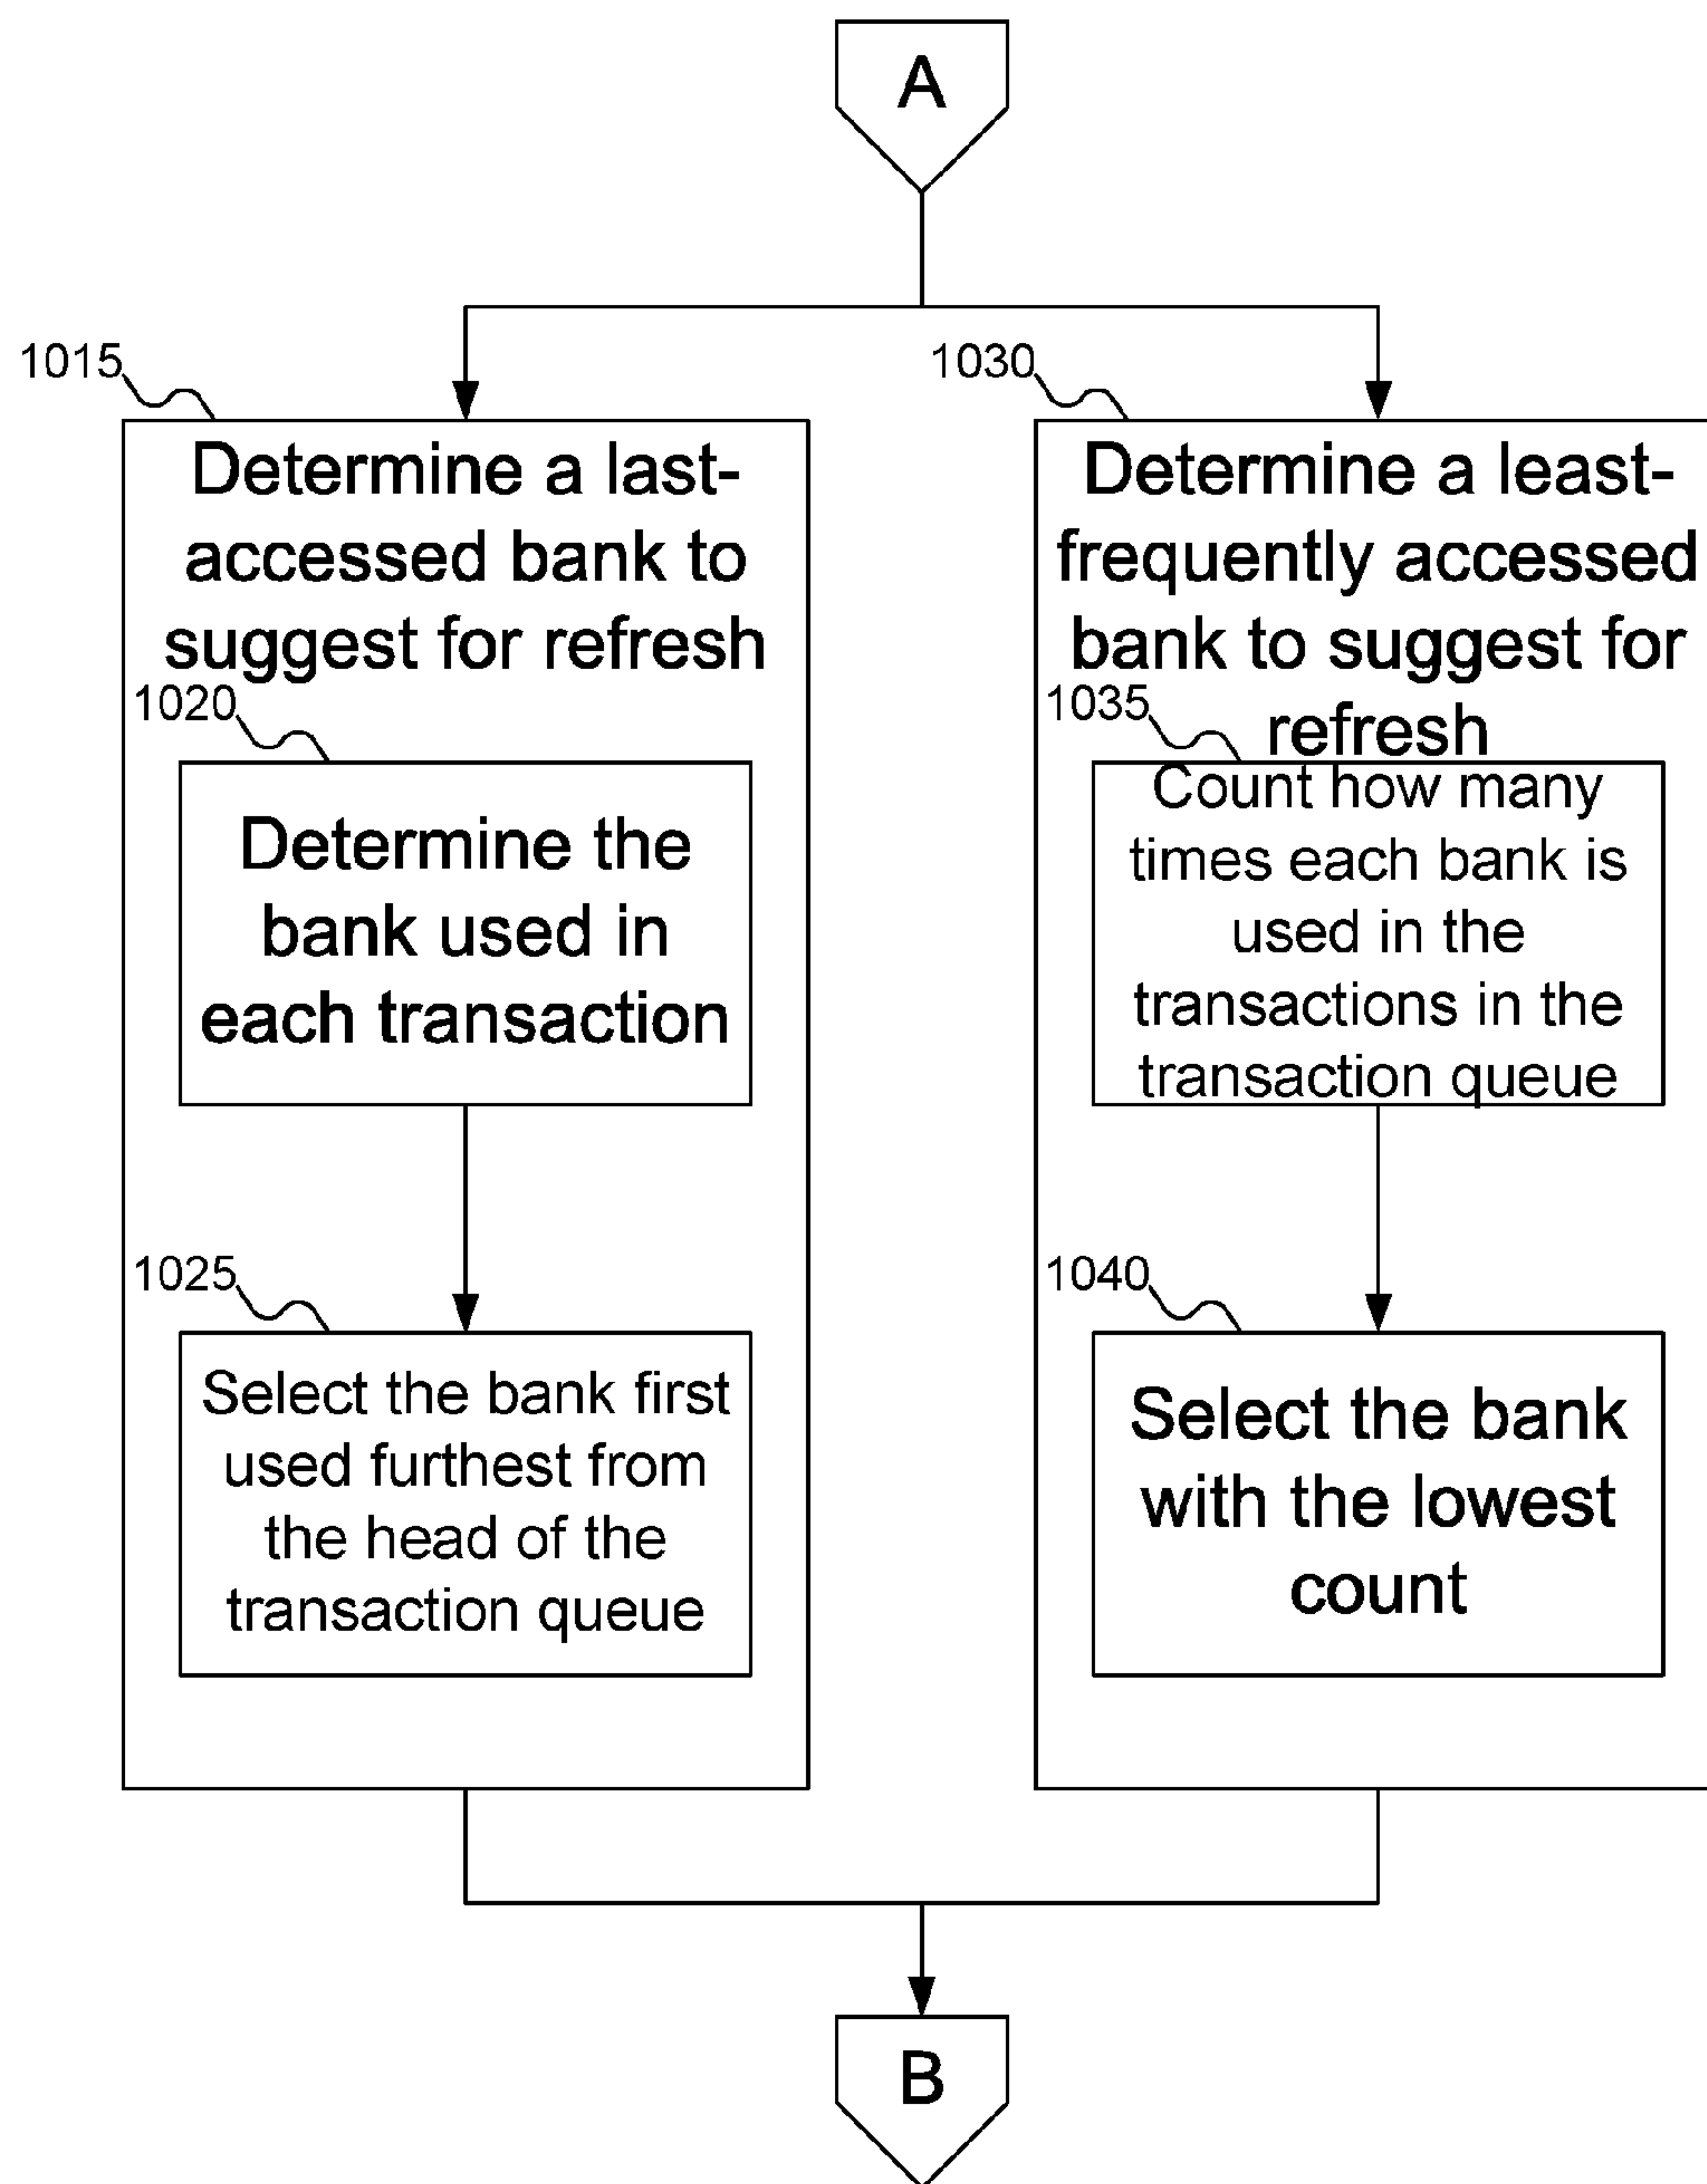 A
1015
Determine a last-
accessed bank to
suggest for refresh
1020
Determine the
bank used in
each transaction
1025
Select the bank first
used furthest from
the head of the
transaction queue
1030
Determine a least-
frequently accessed
bank to suggest for
refresh
1035
Count how many
times each bank is
used in the
transactions in the
transaction queue
1040
Select the bank
with the lowest
count
B